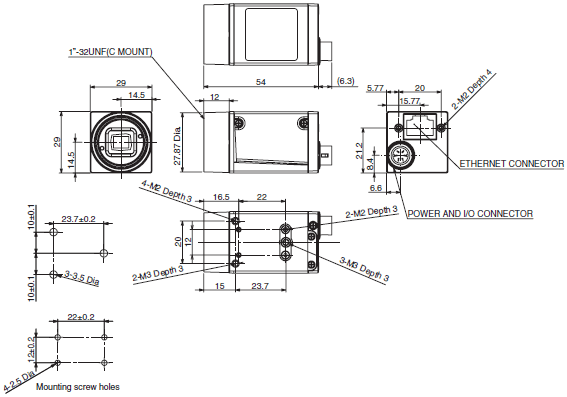 1"-32UNF(C MOUNT)
54
(6.3)
29
14.5
29
14.5
12
27.87 Dia
5.77
20
15.77
2-M2 Depth 4
21.2
8.4
6.6
ETHERNET CONNECTOR
POWER AND I/O CONNECTOR
4-M2 Depth 3
16.5
22
2-M2 Depth 3
20
12
2-M3 Depth 3
3-M3 Depth 3
15
23.7
23.7±0.2
10±0.1
10±0.1
3-3.5 Dia
22±0.2
12±0.2
4-2.5 Dia
Mounting screw holes